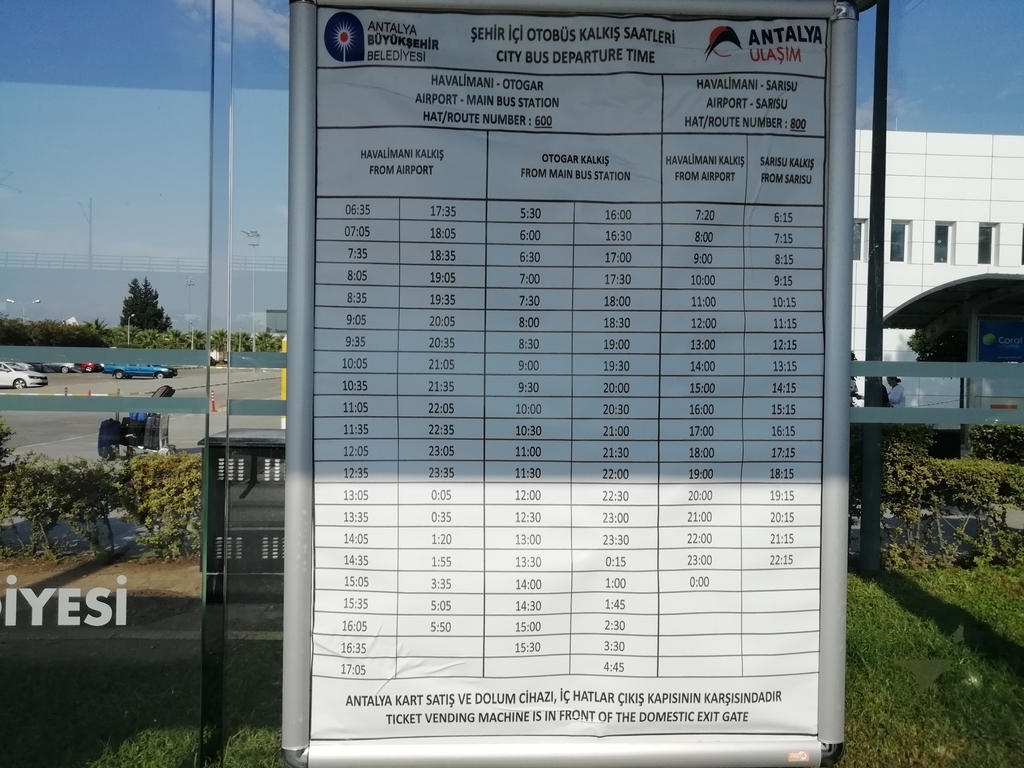 ANTALYA
BÜYÜKŞEHİR
BELEDİYESİ
ŞEHİR İÇİ OTOBÜS KALKIŞ SAATLERİ
CITY BUS DEPARTURE TIME
ANTALYA
ULAŞIM
HAVALİMANI - OTOGAR
AIRPORT - MAIN BUS STATION
HAT/ROUTE NUMBER : 600
HAVALİMANI - SARISU
AIRPORT - SARISU
HAT/ROUTE NUMBER : 800
HAVALİMANI KALKIŞ
FROM AIRPORT
OTOGAR KALKIŞ
FROM MAIN BUS STATION
HAVALİMANI KALKIŞ
FROM AIRPORT
SARISU KALKIŞ
FROM SARISU
06:35 17:35 5:30 16:00 7:20 6:15
07:05 18:05 6:00 16:30 8:00 7:15
7:35 18:35 6:30 17:00 9:00 8:15
8:05 19:05 7:00 17:30 10:00 9:15
8:35 19:35 7:30 18:00 11:00 10:15
9:05 20:05 8:00 18:30 12:00 11:15
9:35 20:35 8:30 19:00 13:00 12:15
10:05 21:05 9:00 19:30 14:00 13:15
10:35 21:35 9:30 20:00 15:00 14:15
11:05 22:05 10:00 20:30 16:00 15:15
11:35 22:35 10:30 21:00 17:00 16:15
12:05 23:05 11:00 21:30 18:00 17:15
12:35 23:35 11:30 22:00 19:00 18:15
13:05 0:05 12:00 22:30 20:00 19:15
13:35 0:35 12:30 23:00 21:00 20:15
14:05 1:20 13:00 23:30 22:00 21:15
14:35 1:55 13:30 0:15 23:00 22:15
15:05 3:35 14:00 1:00 0:00
15:35 5:05 14:30 1:45
16:05 5:50 15:00 2:30
16:35 15:30 3:30
17:05 4:45
ANTALYA KART SATIŞ VE DOLUM CİHAZI, İÇ HATLAR ÇIKIŞ KAPISININ KARŞISINDADIR
TICKET VENDING MACHINE IS IN FRONT OF THE DOMESTIC EXIT GATE
İYESİ
Coral